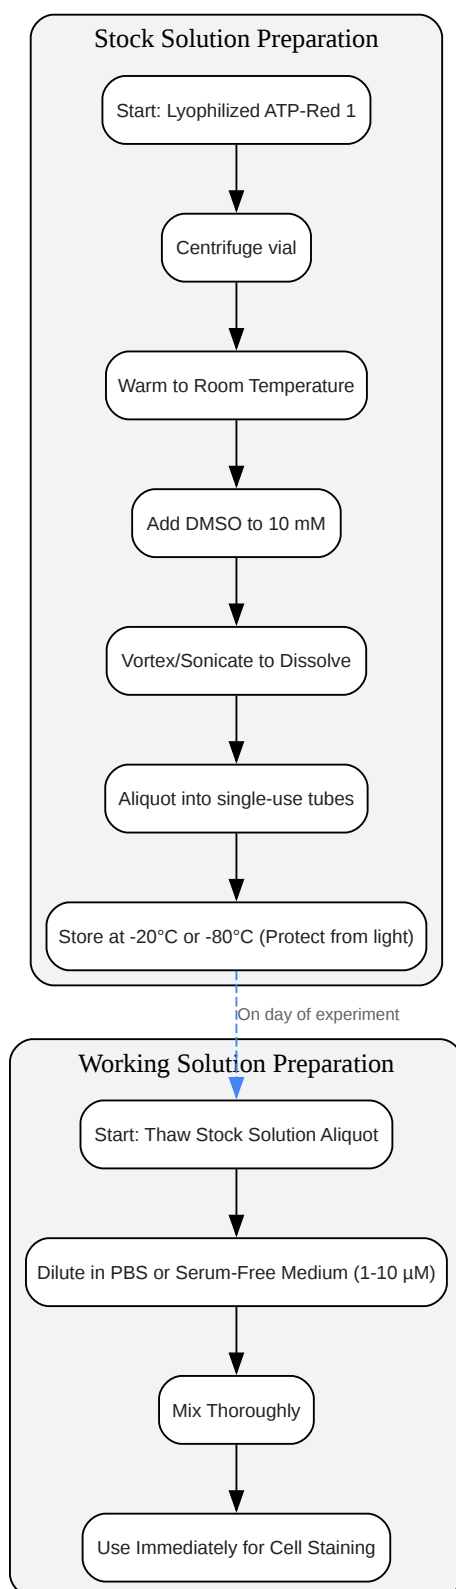 Stock Solution Preparation
Start: Lyophilized ATP-Red 1
Centrifuge vial
Warm to Room Temperature
Add DMSO to 10 mM
Vortex/Sonicate to Dissolve
Aliquot into single-use tubes
Store at -20°C or -80°C (Protect from light)
On day of experiment
Working Solution Preparation
Start: Thaw Stock Solution Aliquot
Dilute in PBS or Serum-Free Medium (1-10 µM)
Mix Thoroughly
Use Immediately for Cell Staining